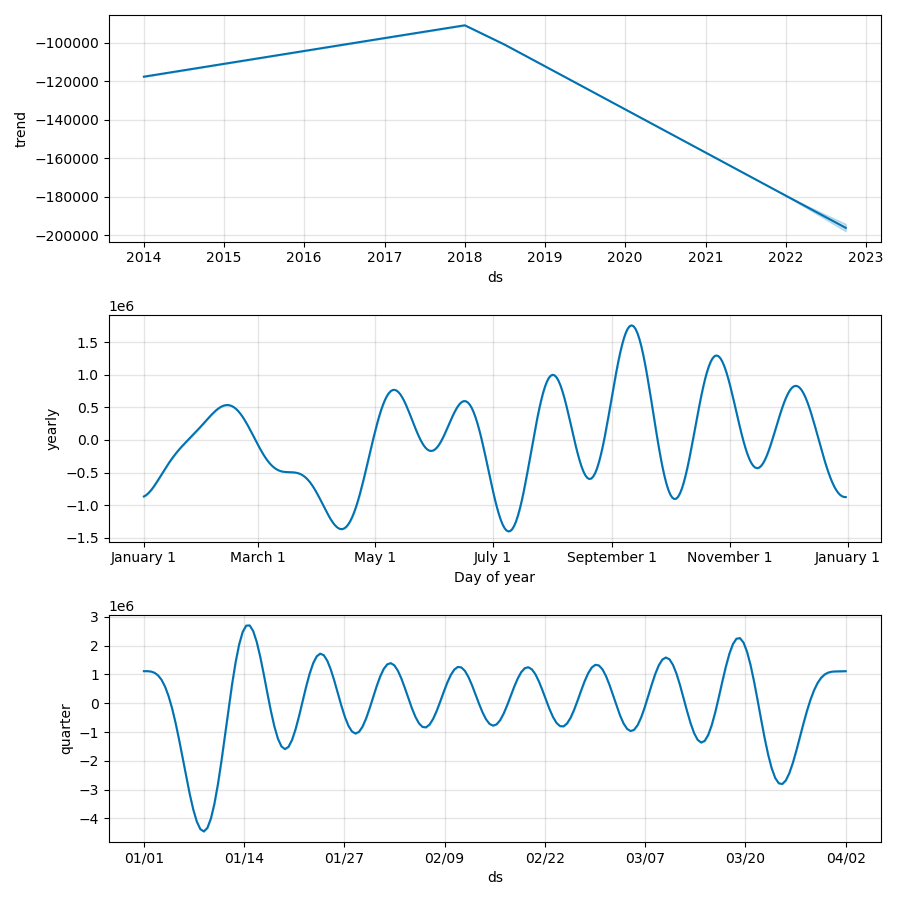 −100000
−120000
−140000
−160000
−180000
−200000
trend
2014 2015 2016 2017 2018 2019 2020 2021 2022 2023
ds
1e6
1.5
1.0
0.5
0.0
−0.5
−1.0
−1.5
yearly
January 1 March 1 May 1 July 1 September 1 November 1 January 1
Day of year
1e6
3
2
1
0
−1
−2
−3
−4
quarter
01/01 01/14 01/27 02/09 02/22 03/07 03/20 04/02
ds